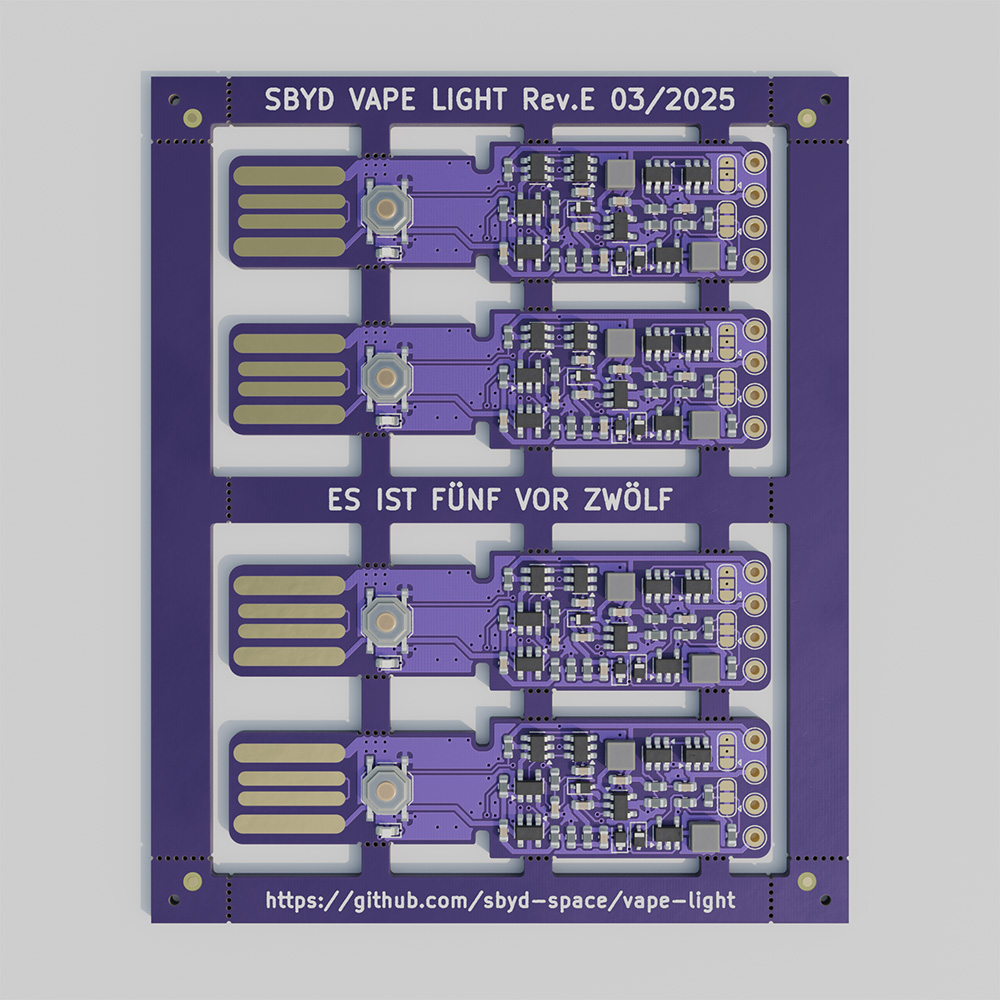 SBYD VAPE LIGHT Rev.E 03/2025
ES IST FÜNF VOR ZWÖLF
https://github.com/sbyd-space/vape-light